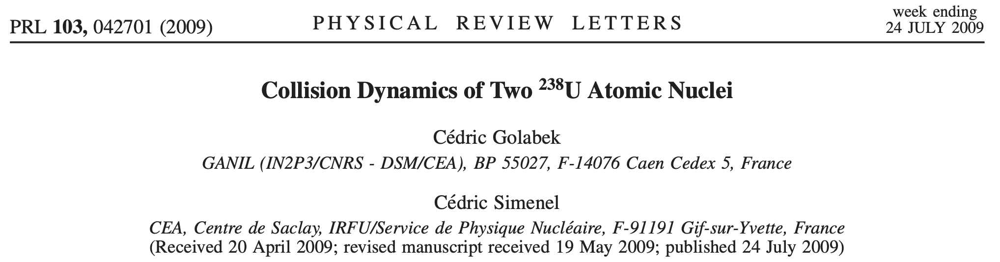 PRL 103, 042701 (2009)
PHYSICAL REVIEW LETTERS
week ending
24 JULY 2009
Collision Dynamics of Two ²³⁸U Atomic Nuclei
Cédric Golabek
GANIL (IN2P3/CNRS - DSM/CEA), BP 55027, F-14076 Caen Cedex 5, France
Cédric Simenel
CEA, Centre de Saclay, IRFU/Service de Physique Nucléaire, F-91191 Gif-sur-Yvette, France
(Received 20 April 2009; revised manuscript received 19 May 2009; published 24 July 2009)